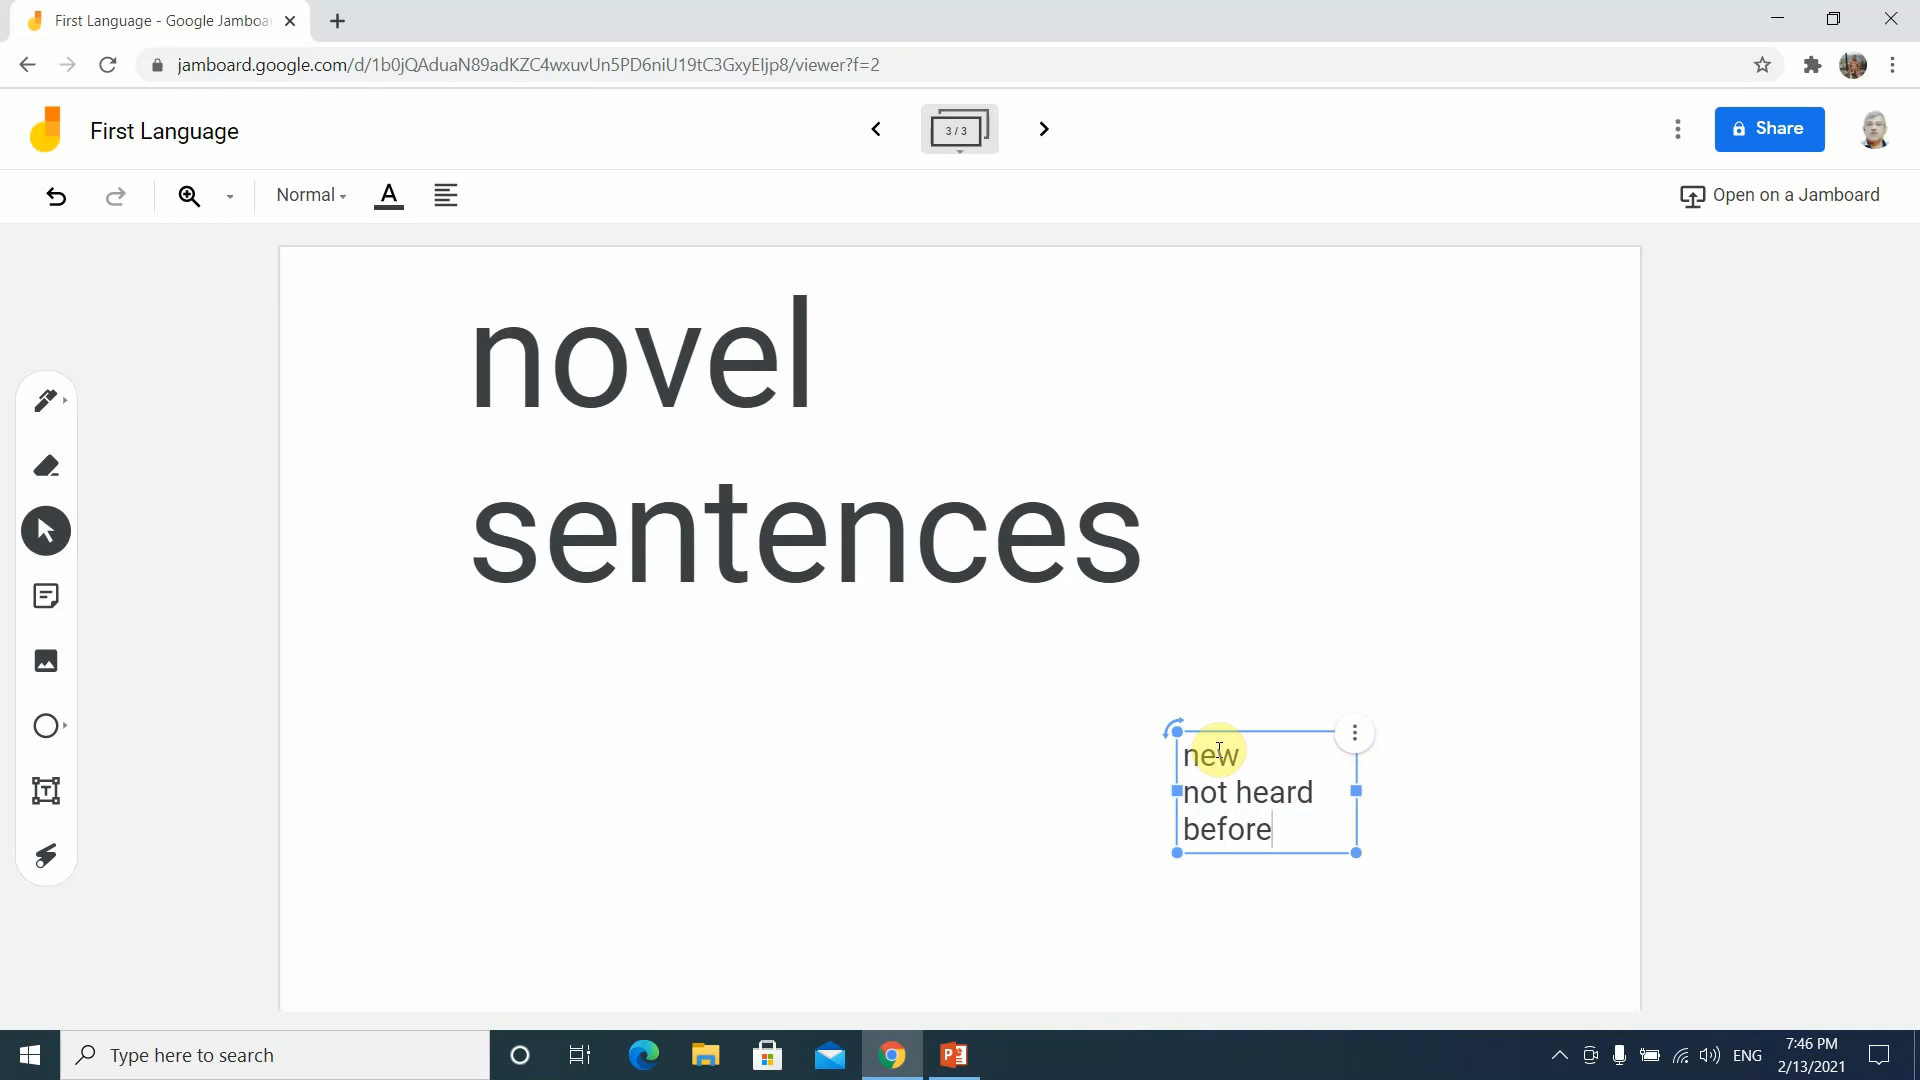 First Language - Google Jamboa
jamboard.google.com/d/1b0jQAduaN89adKZC4wxuvUn5PD6niU19tC3GxyEljp8/viewer?f=2
First Language
3 / 3
Share
Normal
A
Open on a Jamboard
novel
sentences
new
not heard
before
T
Type here to search
ENG
7:46 PM
2/13/2021